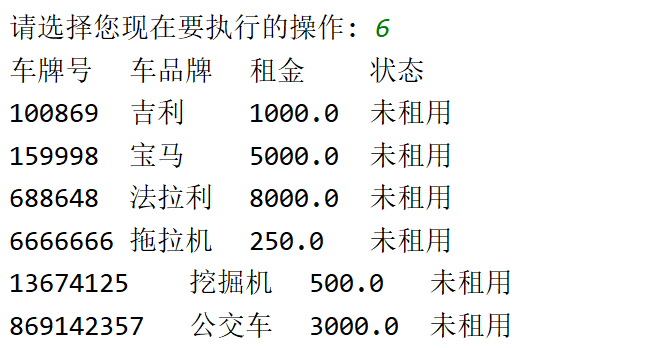 请选择您现在要执行的操作: 6
车牌号 车品牌 租金 状态
100869 吉利 1000.0 未租用
159998 宝马 5000.0 未租用
688648 法拉利 8000.0 未租用
6666666 拖拉机 250.0 未租用
13674125 挖掘机 500.0 未租用
869142357 公交车 3000.0 未租用